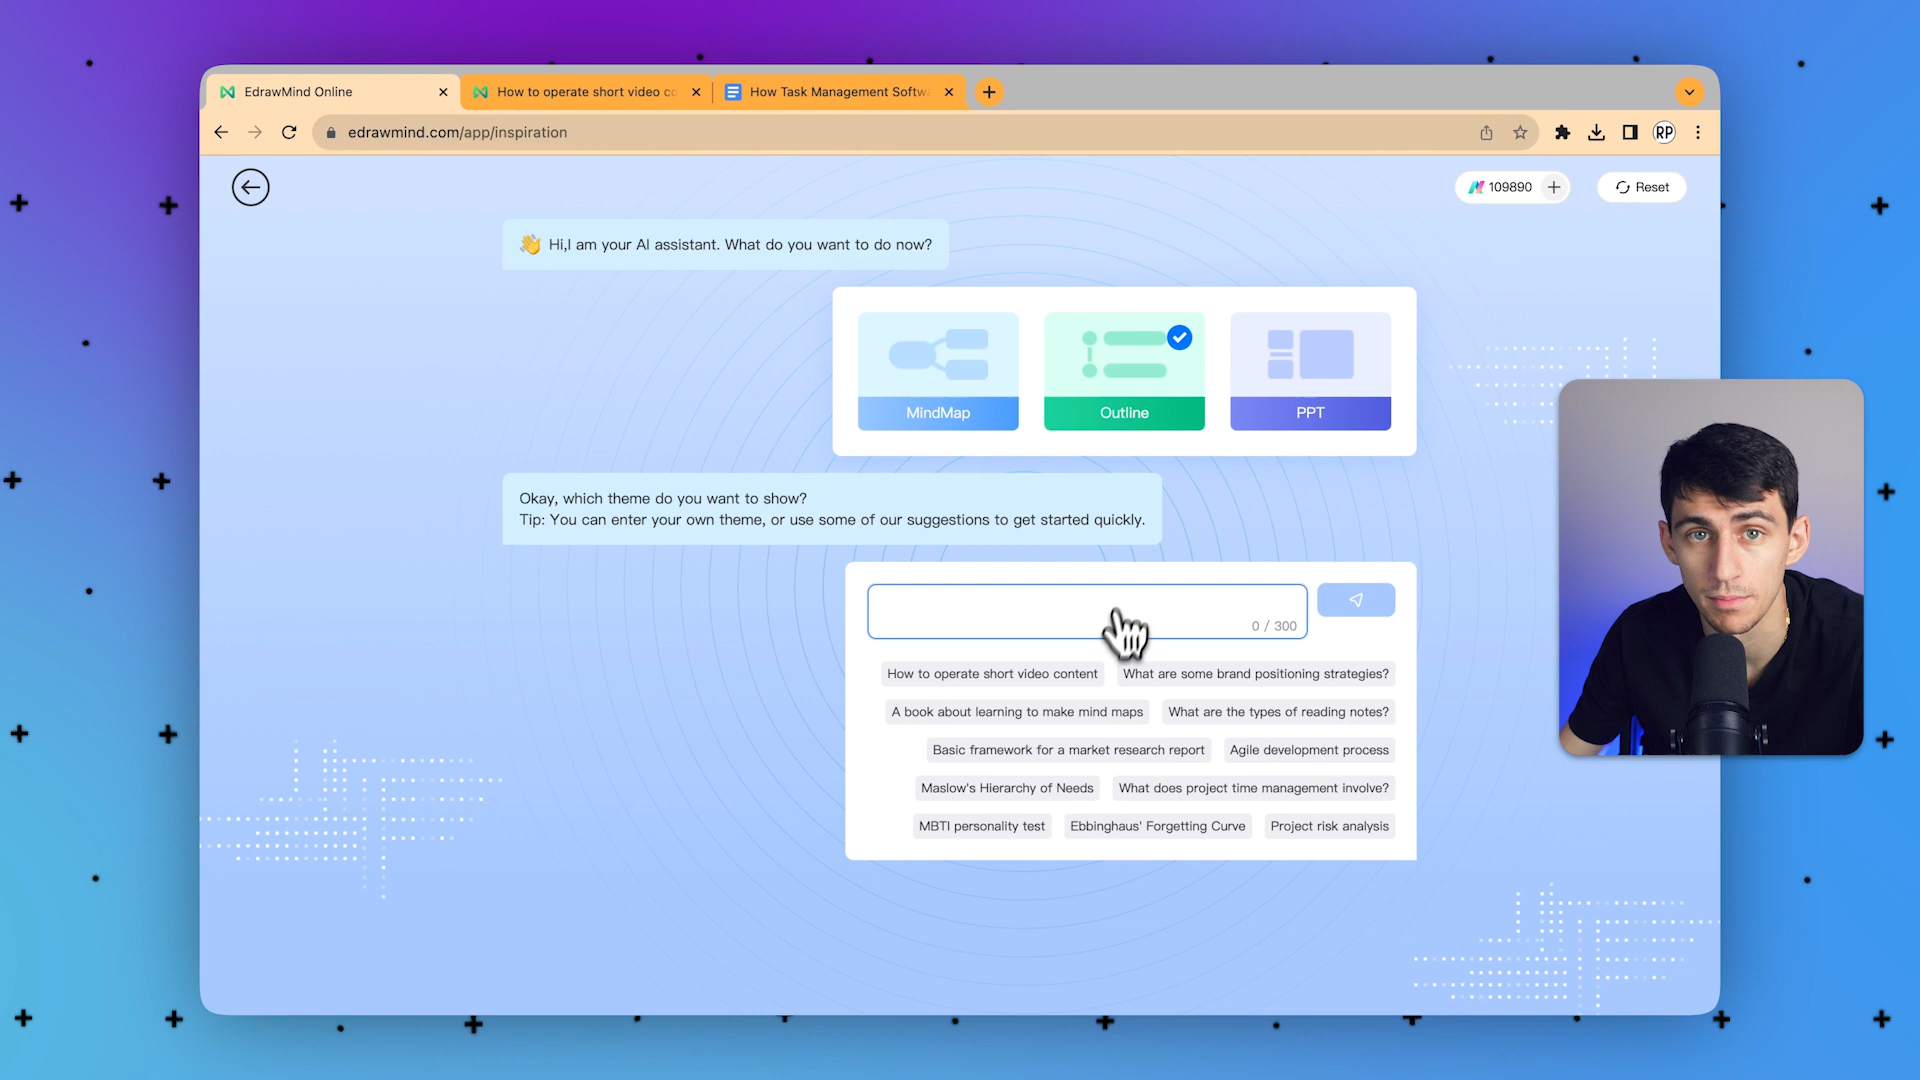 EdrawMind Online
How to operate short video co
How Task Management Softw
edrawmind.com/app/inspiration
RP
109890
Reset
👋 Hi,I am your AI assistant. What do you want to do now?
MindMap
Outline
PPT
Okay, which theme do you want to show?
Tip: You can enter your own theme, or use some of our suggestions to get started quickly.
0 / 300
How to operate short video content
What are some brand positioning strategies?
A book about learning to make mind maps
What are the types of reading notes?
Basic framework for a market research report
Agile development process
Maslow's Hierarchy of Needs
What does project time management involve?
MBTI personality test
Ebbinghaus' Forgetting Curve
Project risk analysis